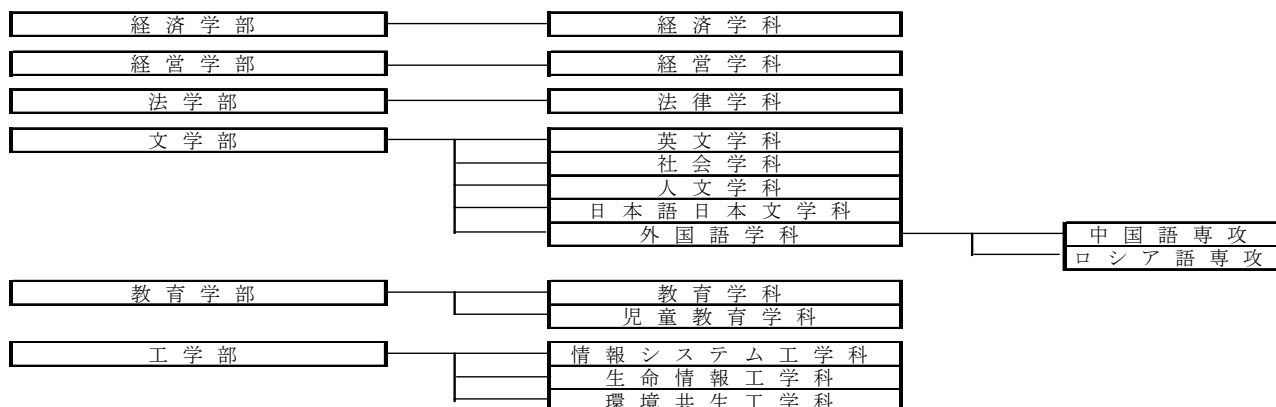 経済学部 経済学科
経営学部 経営学科
法学部 法律学科
文学部 英文学科
社会学科
人文学科
日本語日本文学科
外国語学科 中国語専攻
ロシア語専攻
教育学部 教育学科
児童教育学科
工学部 情報システム工学科
生命情報工学科
環境共生工学科